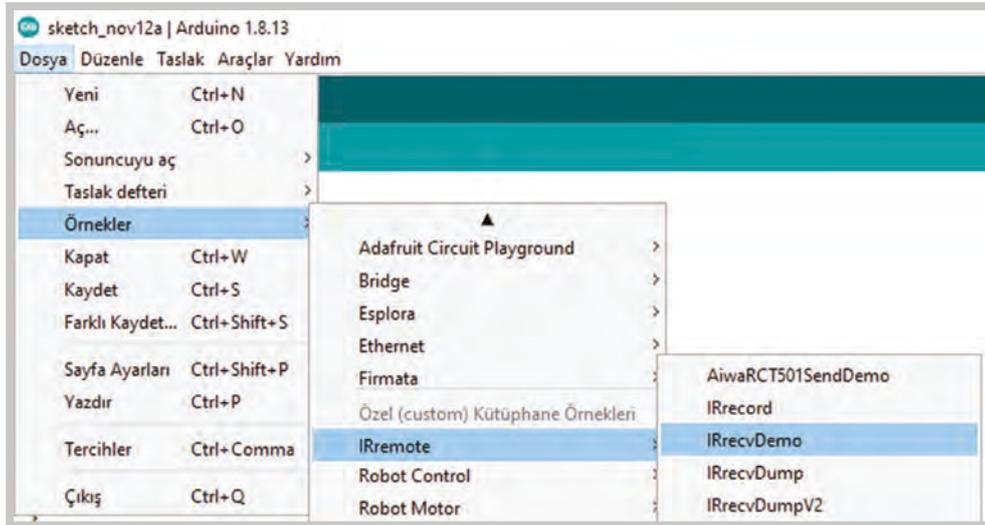 sketch_nov12a | Arduino 1.8.13
Dosya Düzenle Taslak Araçlar Yardım
Yeni Ctrl+N
Aç... Ctrl+O
Sonuncuyu aç
Taslak defteri
Örnekler
Kapat Ctrl+W
Kaydet Ctrl+S
Farklı Kaydet... Ctrl+Shift+S
Sayfa Ayarları Ctrl+Shift+P
Yazdır Ctrl+P
Tercihler Ctrl+Comma
Çıkış Ctrl+Q
Adafruit Circuit Playground
Bridge
Esplora
Ethernet
Firmata
Özel (custom) Kütüphane Örnekleri
IRremote
Robot Control
Robot Motor
AiwaRCT501SendDemo
IRrecord
IRrecvDemo
IRrecvDump
IRrecvDumpV2